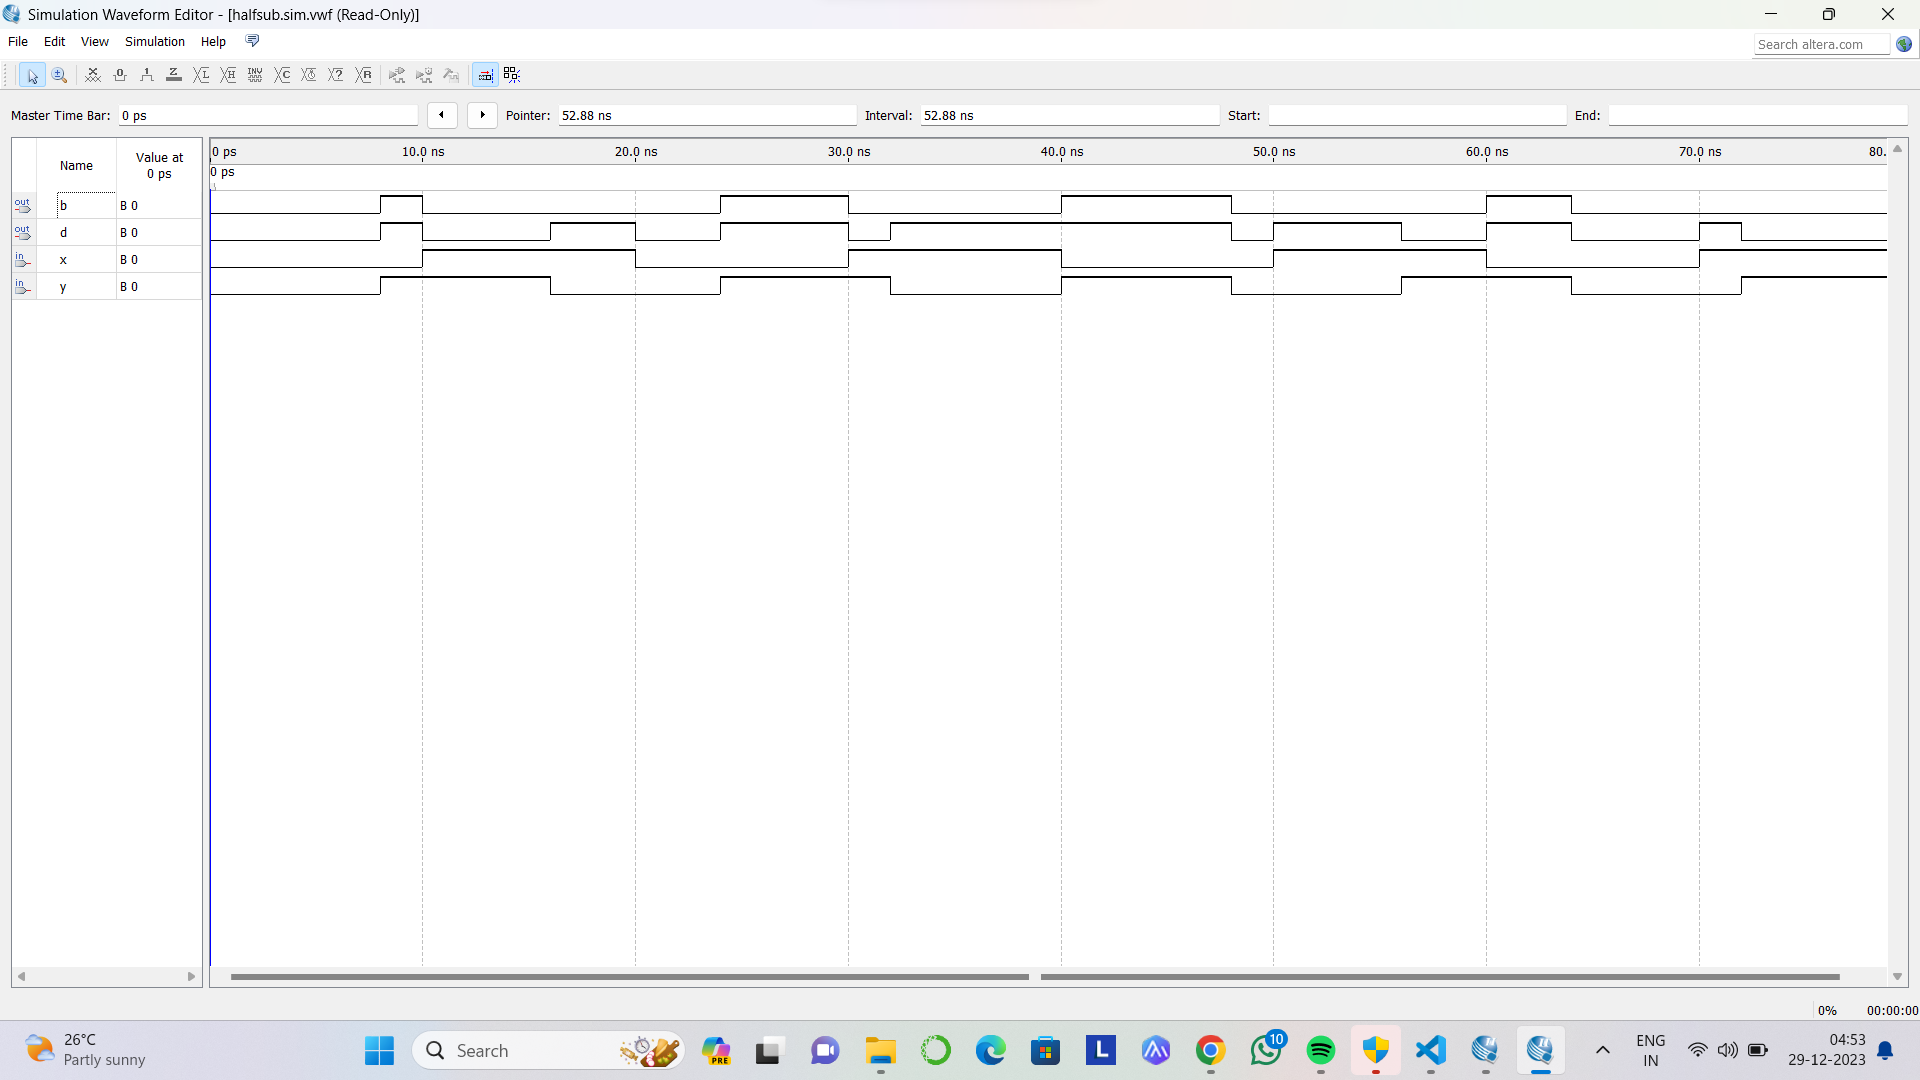 Simulation Waveform Editor - [halfsub.sim.vwf (Read-Only)]
File Edit View Simulation Help
Search altera.com
Master Time Bar: 0 ps Pointer: 52.88 ns Interval: 52.88 ns Start: End:
Name Value at
0 ps
0 ps 10.0 ns 20.0 ns 30.0 ns 40.0 ns 50.0 ns 60.0 ns 70.0 ns 80.
0 ps
out b B 0
out d B 0
in x B 0
in y B 0
0% 00:00:00
26°C
Partly sunny
Search
PRE
L
10
ENG
IN
04:53
29-12-2023